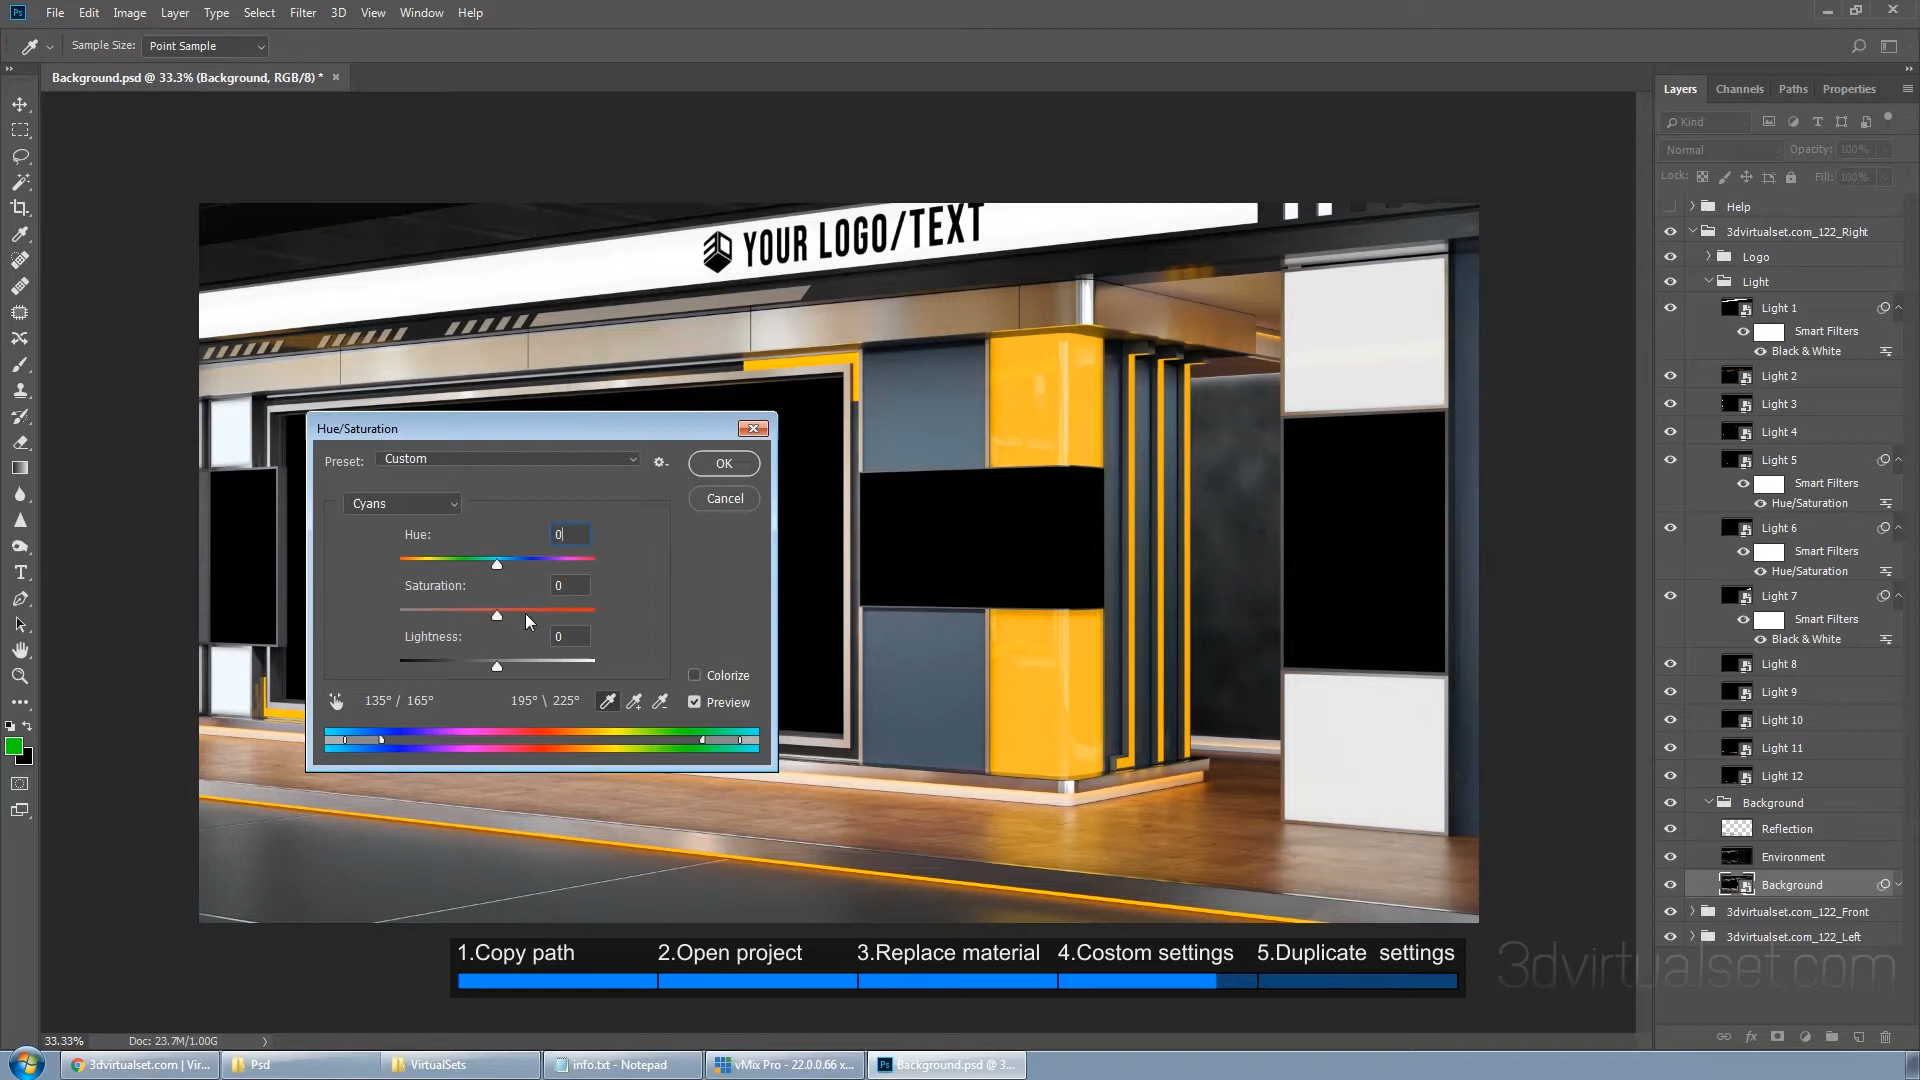 Ps File Edit Image Layer Type Select Filter 3D View Window Help
Sample Size: Point Sample
Background.psd @ 33.3% (Background, RGB/8) * ×
Layers Channels Paths Properties
Kind
Normal Opacity: 100%
Lock: Fill: 100%
Help
3dvirtualset.com_122_Right
Logo
Light
Light 1
Smart Filters
Black & White
Light 2
Light 3
Light 4
Light 5
Smart Filters
Hue/Saturation
Light 6
Smart Filters
Hue/Saturation
Light 7
Smart Filters
Black & White
Light 8
Light 9
Light 10
Light 11
Light 12
Background
Reflection
Environment
Background
3dvirtualset.com_122_Front
3dvirtualset.com_122_Left
YOUR LOGO/TEXT
Hue/Saturation
Preset: Custom
OK
Cyans
Cancel
Hue: 0
Saturation: 0
Lightness: 0
Colorize
135° / 165° 195° \ 225°
Preview
1.Copy path 2.Open project 3.Replace material 4.Costom settings 5.Duplicate settings
3dvirtualset.com
33.33% Doc: 23.7M/1.00G
3dvirtualset.com | Vir... Psd VirtualSets info.txt - Notepad vMix Pro - 22.0.0.66 x... Ps Background.psd @ 3...